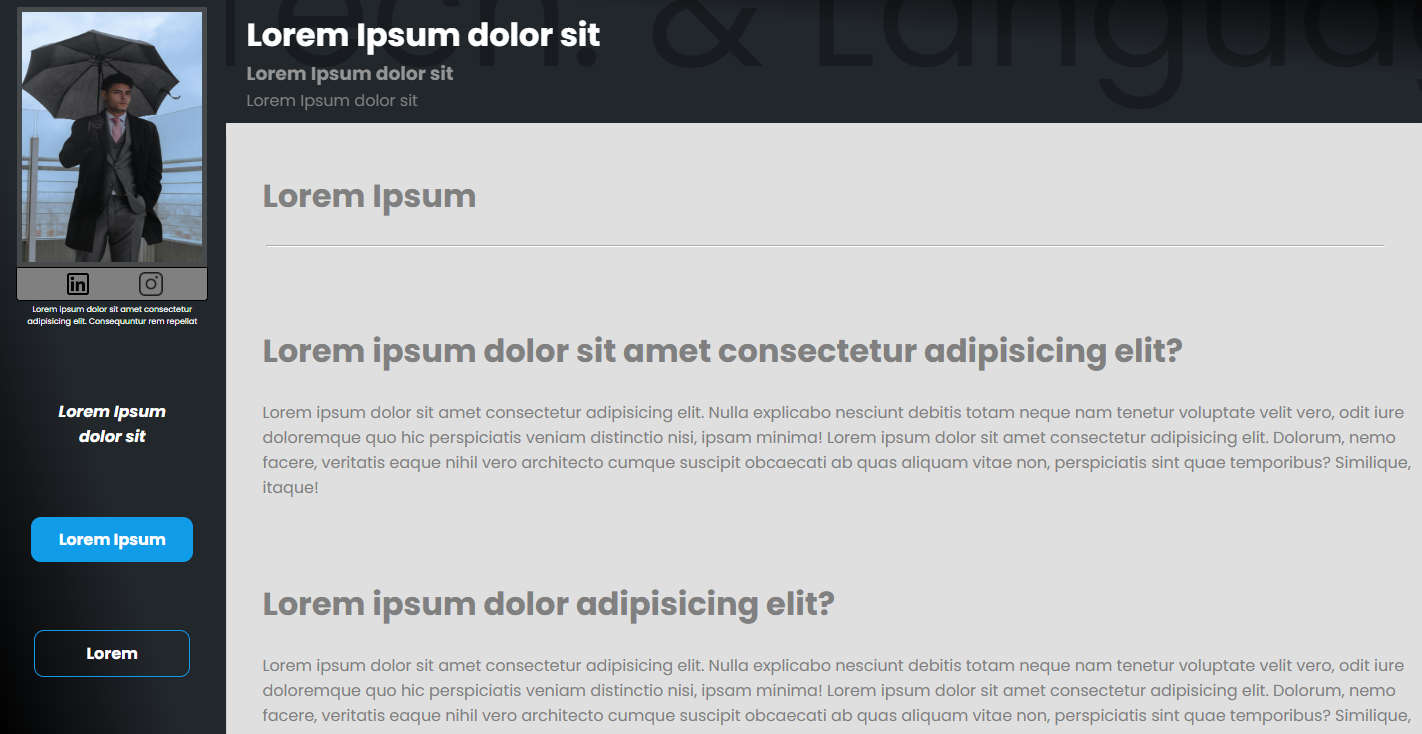 Tech. & Langua
Lorem Ipsum dolor sit
Lorem Ipsum dolor sit
Lorem Ipsum dolor sit
in
Lorem ipsum dolor sit amet consectetur
adipisicing elit. Consequuntur rem repellat
Lorem Ipsum
dolor sit
Lorem Ipsum
Lorem
Lorem Ipsum
Lorem ipsum dolor sit amet consectetur adipisicing elit?
Lorem ipsum dolor sit amet consectetur adipisicing elit. Nulla explicabo nesciunt debitis totam neque nam tenetur voluptate velit vero, odit iure
doloremque quo hic perspiciatis veniam distinctio nisi, ipsam minima! Lorem ipsum dolor sit amet consectetur adipisicing elit. Dolorum, nemo
facere, veritatis eaque nihil vero architecto cumque suscipit obcaecati ab quas aliquam vitae non, perspiciatis sint quae temporibus? Similique,
itaque!
Lorem ipsum dolor adipisicing elit?
Lorem ipsum dolor sit amet consectetur adipisicing elit. Nulla explicabo nesciunt debitis totam neque nam tenetur voluptate velit vero, odit iure
doloremque quo hic perspiciatis veniam distinctio nisi, ipsam minima! Lorem ipsum dolor sit amet consectetur adipisicing elit. Dolorum, nemo
facere, veritatis eaque nihil vero architecto cumque suscipit obcaecati ab quas aliquam vitae non, perspiciatis sint quae temporibus? Similique,